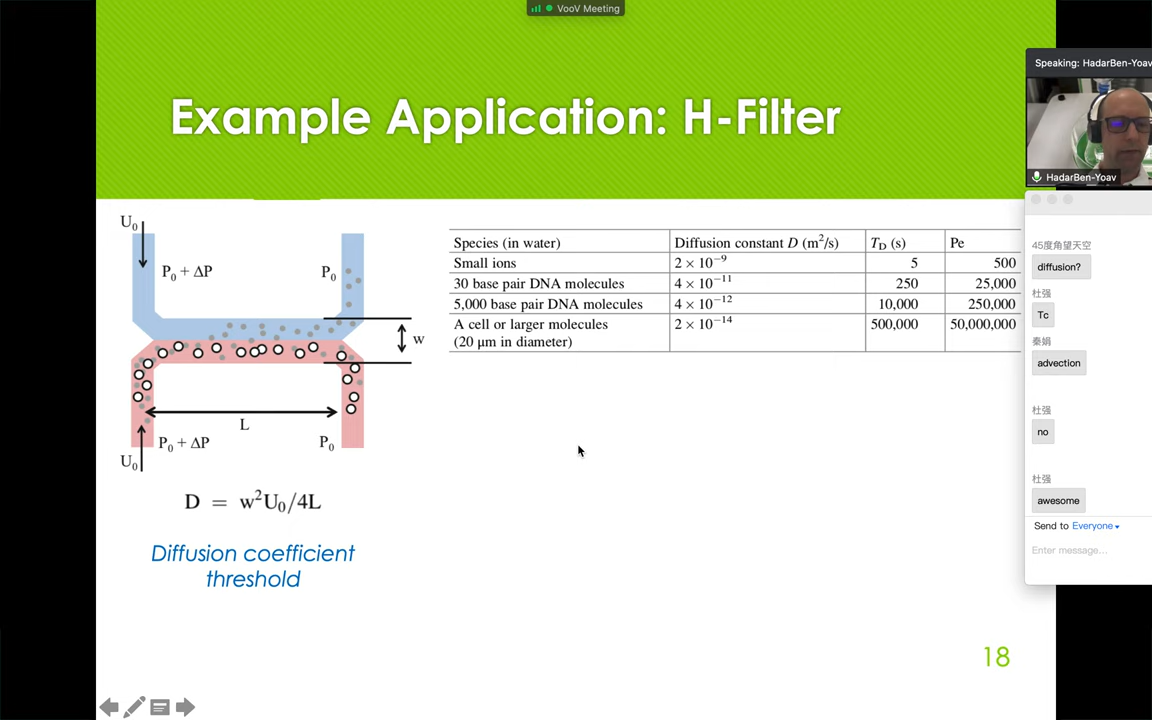 VooV Meeting
Example Application: H-Filter
Speaking: HadarBen-Yoav
HadarBen-Yoav
U₀
P₀ + ΔP
P₀
w
L
P₀ + ΔP
P₀
U₀
D = w²U₀/4L
Diffusion coefficient
threshold
Species (in water) Diffusion constant D (m²/s) T_D (s) Pe
Small ions 2 × 10⁻⁹ 5 500
30 base pair DNA molecules 4 × 10⁻¹¹ 250 25,000
5,000 base pair DNA molecules 4 × 10⁻¹² 10,000 250,000
A cell or larger molecules 2 × 10⁻¹⁴ 500,000 50,000,000
(20 μm in diameter)
45度角望天空
diffusion?
杜强
Tc
秦娟
advection
杜强
no
杜强
awesome
Send to Everyone
Enter message...
18